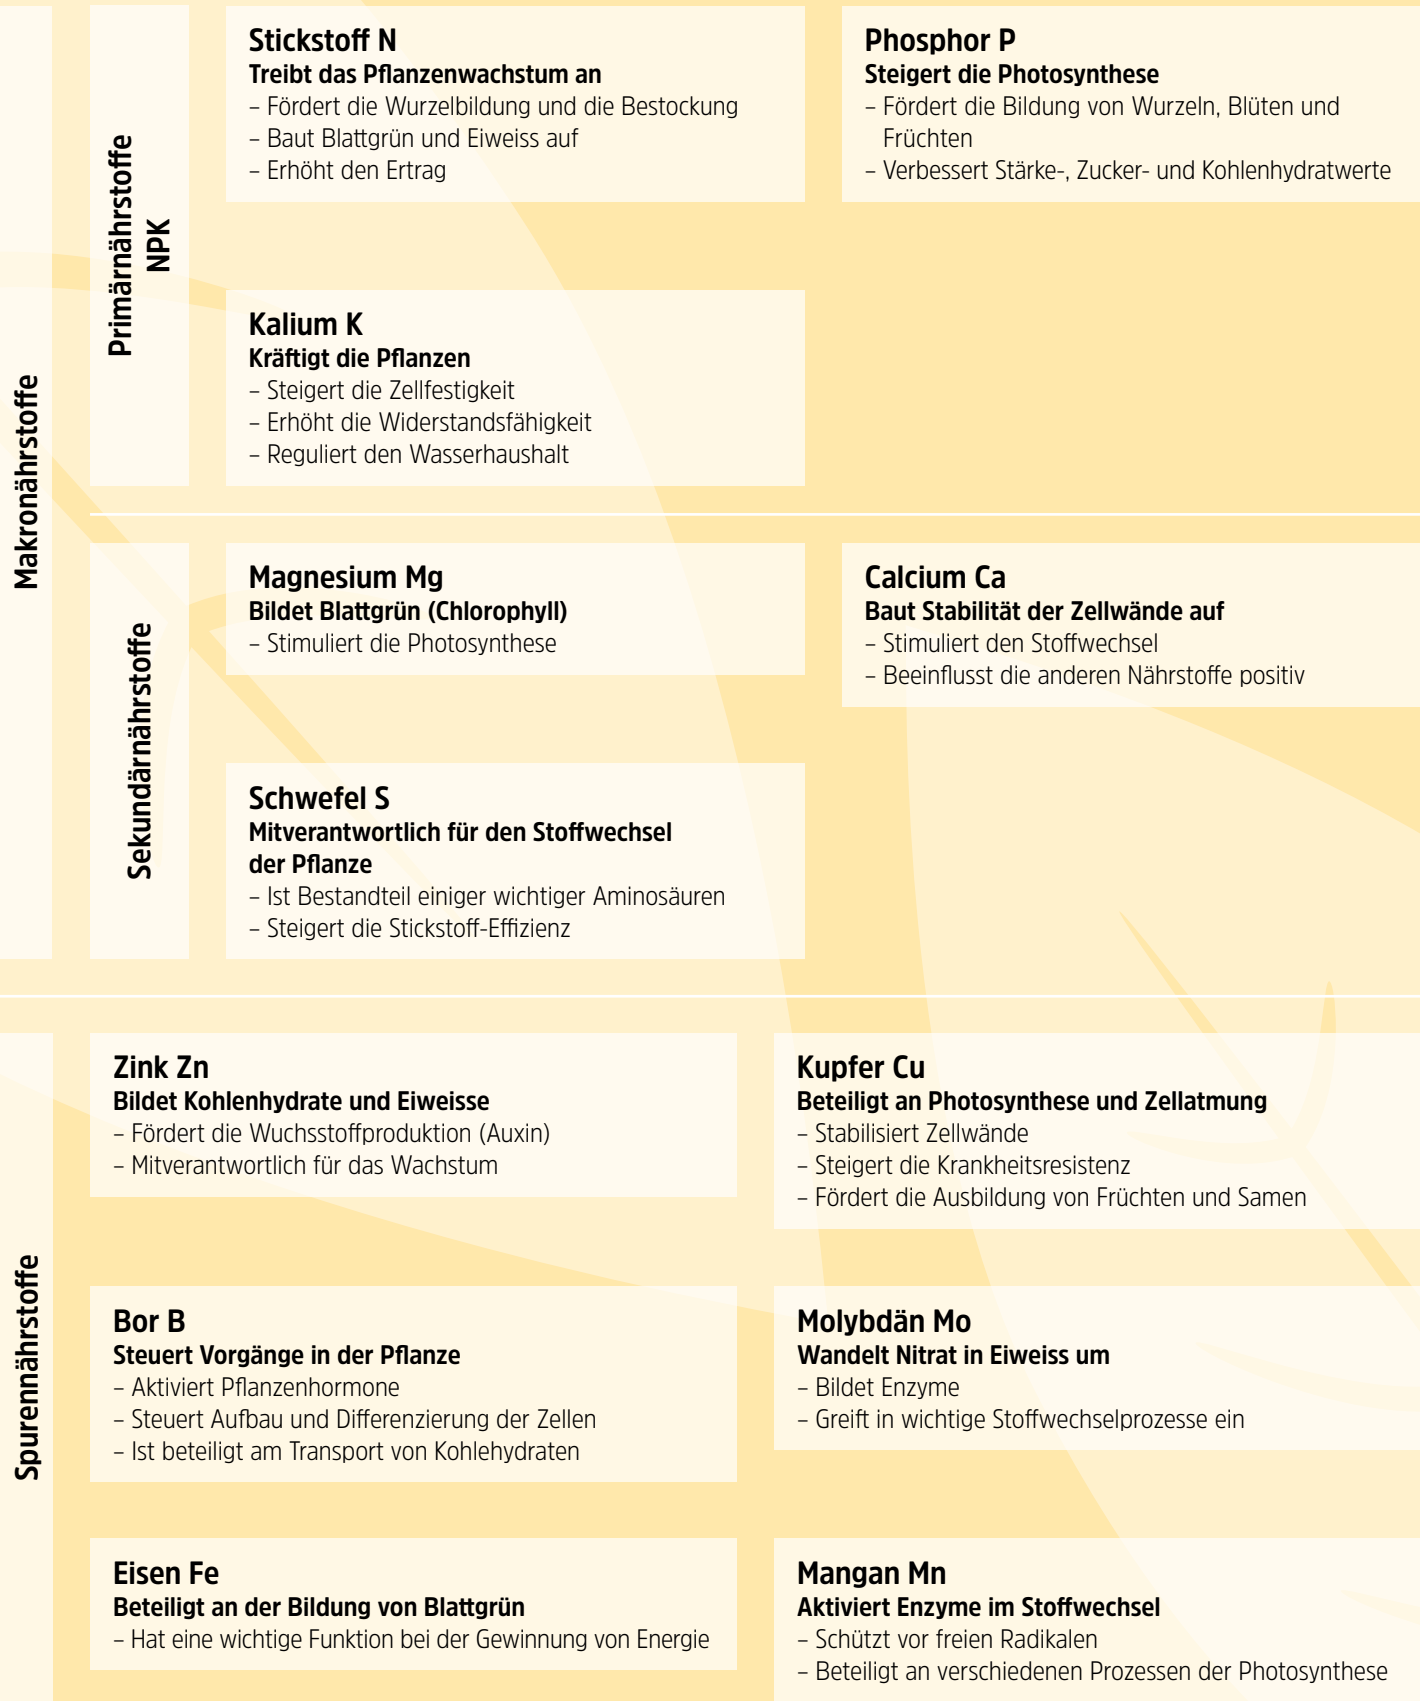 Makronährstoffe
Primärnährstoffe
NPK
Stickstoff N
Treibt das Pflanzenwachstum an
– Fördert die Wurzelbildung und die Bestockung
– Baut Blattgrün und Eiweiss auf
– Erhöht den Ertrag
Phosphor P
Steigert die Photosynthese
– Fördert die Bildung von Wurzeln, Blüten und
Früchten
– Verbessert Stärke-, Zucker- und Kohlenhydratwerte
Kalium K
Kräftigt die Pflanzen
– Steigert die Zellfestigkeit
– Erhöht die Widerstandsfähigkeit
– Reguliert den Wasserhaushalt
Sekundärnährstoffe
Magnesium Mg
Bildet Blattgrün (Chlorophyll)
– Stimuliert die Photosynthese
Calcium Ca
Baut Stabilität der Zellwände auf
– Stimuliert den Stoffwechsel
– Beeinflusst die anderen Nährstoffe positiv
Schwefel S
Mitverantwortlich für den Stoffwechsel
der Pflanze
– Ist Bestandteil einiger wichtiger Aminosäuren
– Steigert die Stickstoff-Effizienz
Spurennährstoffe
Zink Zn
Bildet Kohlenhydrate und Eiweisse
– Fördert die Wuchsstoffproduktion (Auxin)
– Mitverantwortlich für das Wachstum
Kupfer Cu
Beteiligt an Photosynthese und Zellatmung
– Stabilisiert Zellwände
– Steigert die Krankheitsresistenz
– Fördert die Ausbildung von Früchten und Samen
Bor B
Steuert Vorgänge in der Pflanze
– Aktiviert Pflanzenhormone
– Steuert Aufbau und Differenzierung der Zellen
– Ist beteiligt am Transport von Kohlehydraten
Molybdän Mo
Wandelt Nitrat in Eiweiss um
– Bildet Enzyme
– Greift in wichtige Stoffwechselprozesse ein
Eisen Fe
Beteiligt an der Bildung von Blattgrün
– Hat eine wichtige Funktion bei der Gewinnung von Energie
Mangan Mn
Aktiviert Enzyme im Stoffwechsel
– Schützt vor freien Radikalen
– Beteiligt an verschiedenen Prozessen der Photosynthese